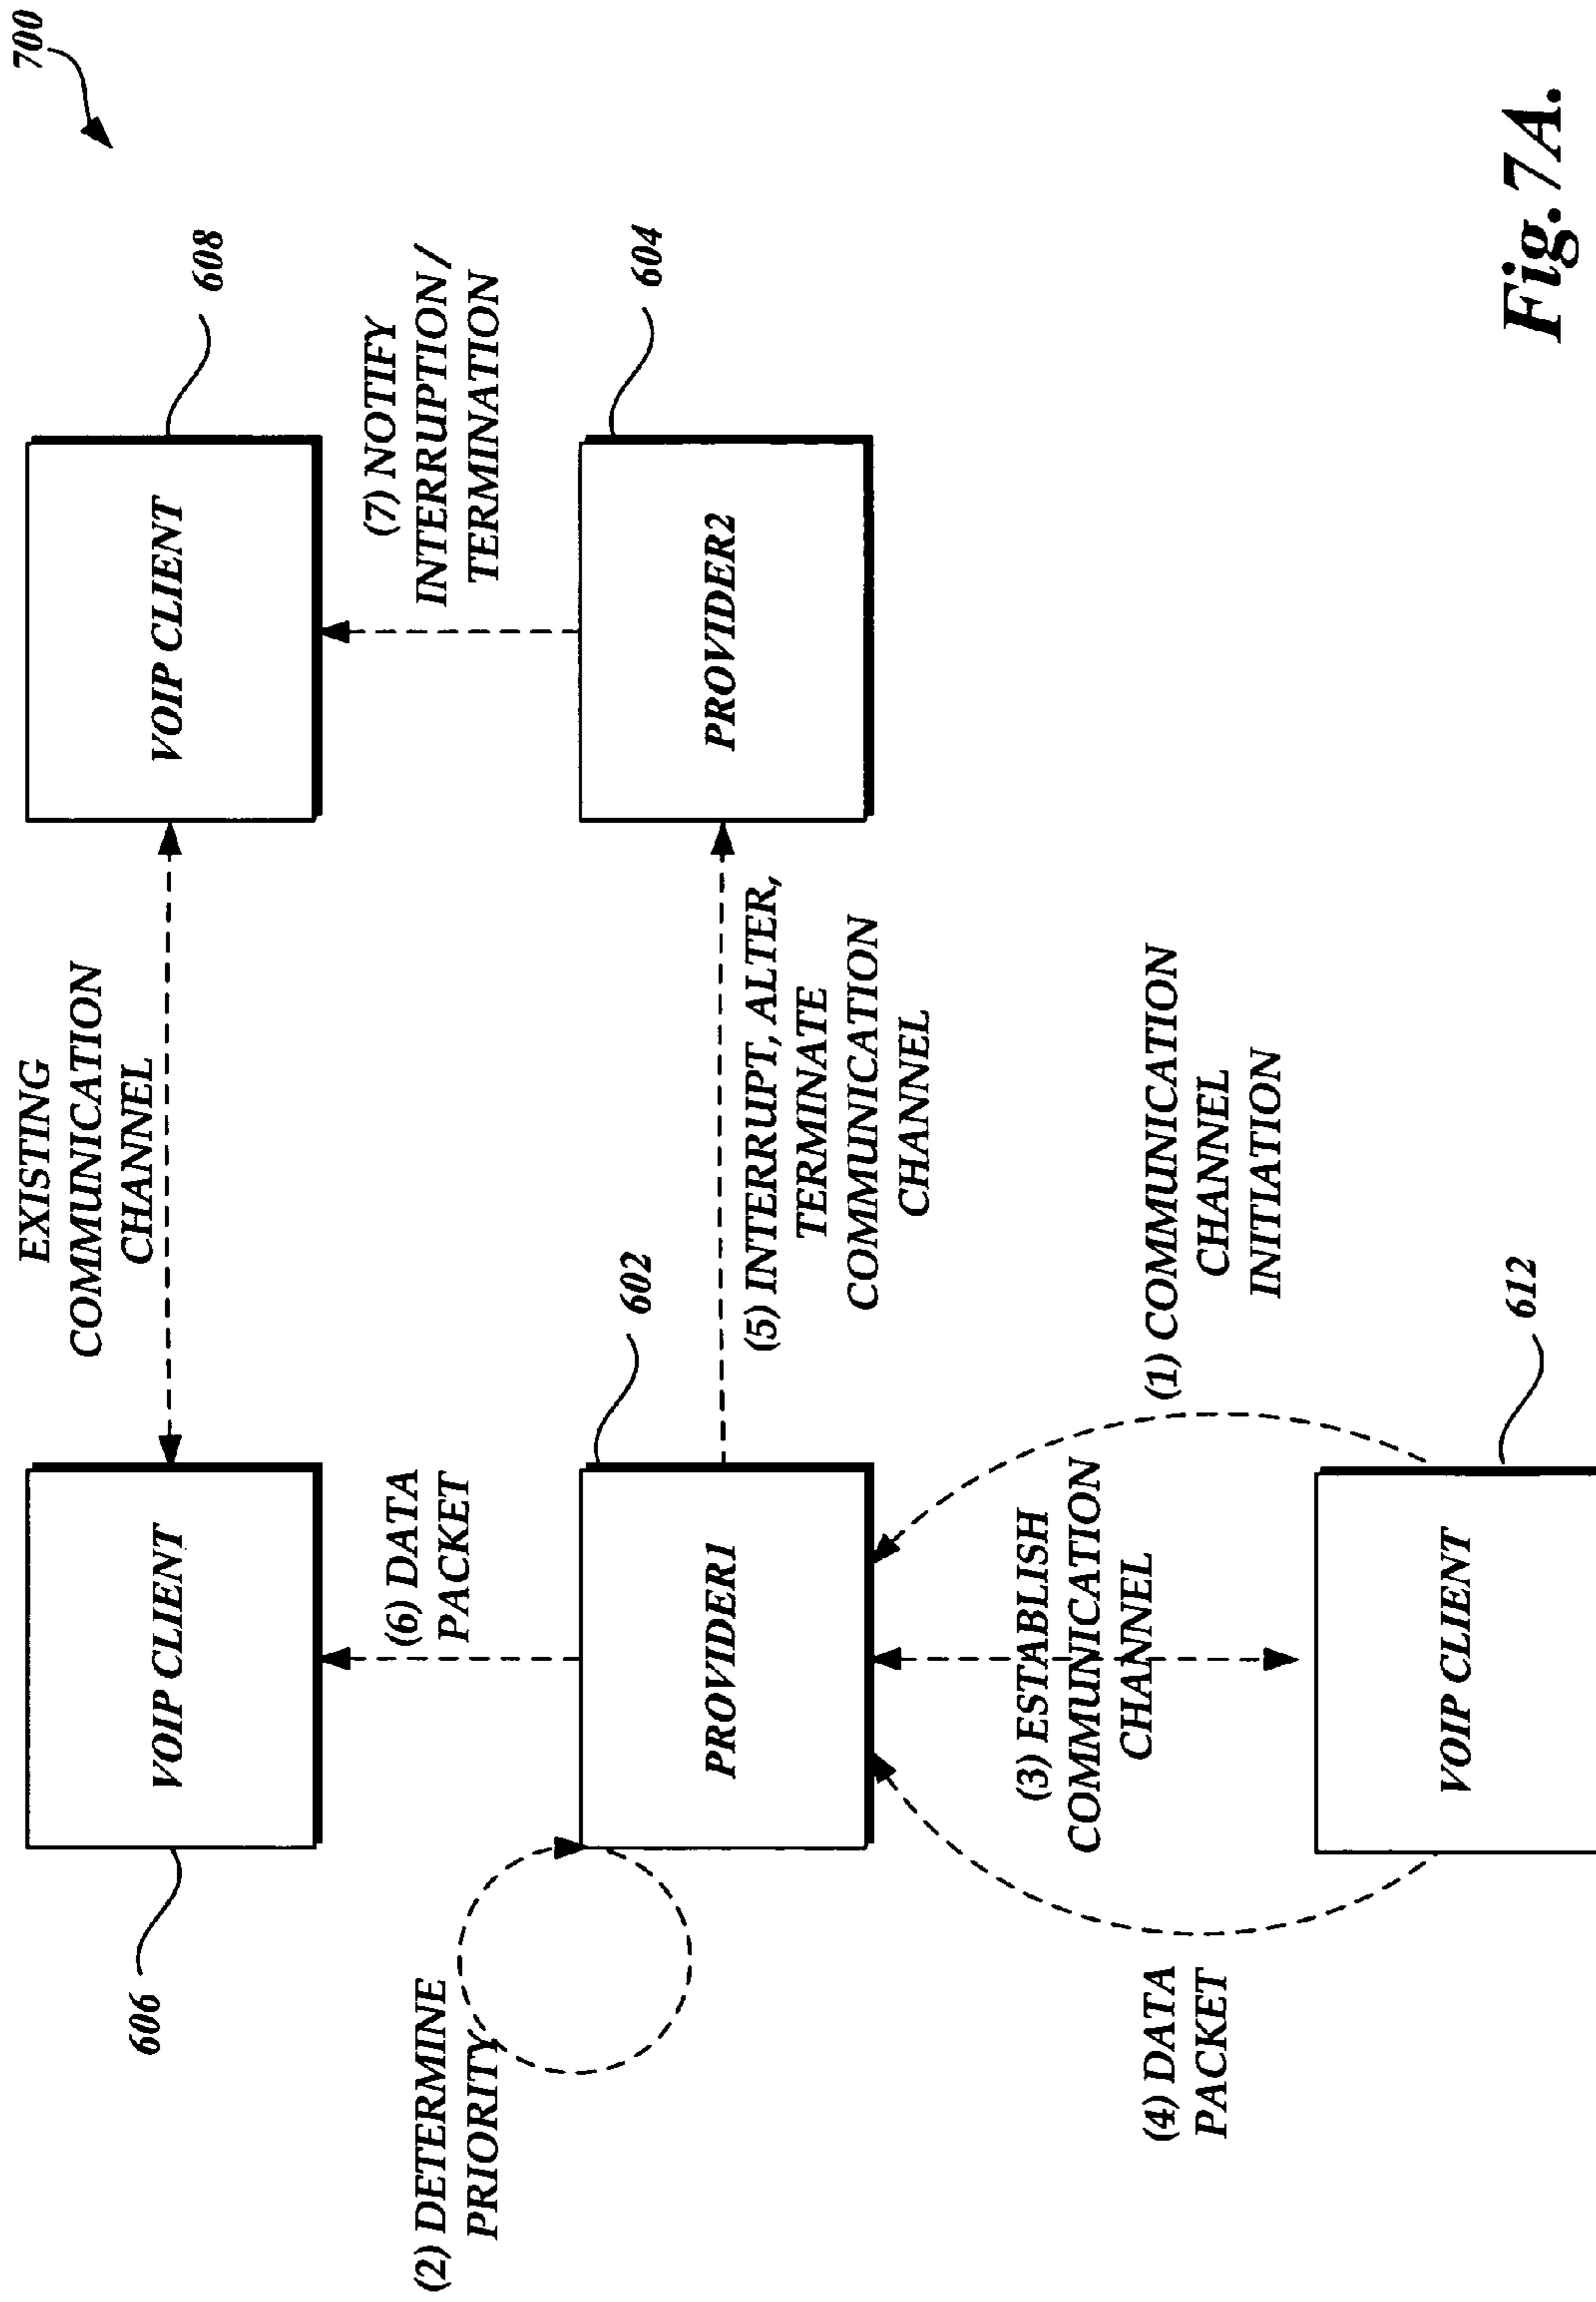 700
EXISTING
COMMUNICATION
CHANNEL
606
VOIP CLIENT
VOIP CLIENT
608
(2) DETERMINE
PRIORITY
(6) DATA
PACKET
(7) NOTIFY
INTERRUPTION /
TERMINATION
PROVIDER1
602
PROVIDER2
604
(5) INTERRUPT, ALTER,
TERMINATE
COMMUNICATION
CHANNEL
(3) ESTABLISH
COMMUNICATION
CHANNEL
(4) DATA
PACKET
(1) COMMUNICATION
CHANNEL
INITIATION
VOIP CLIENT
612
Fig.7A.